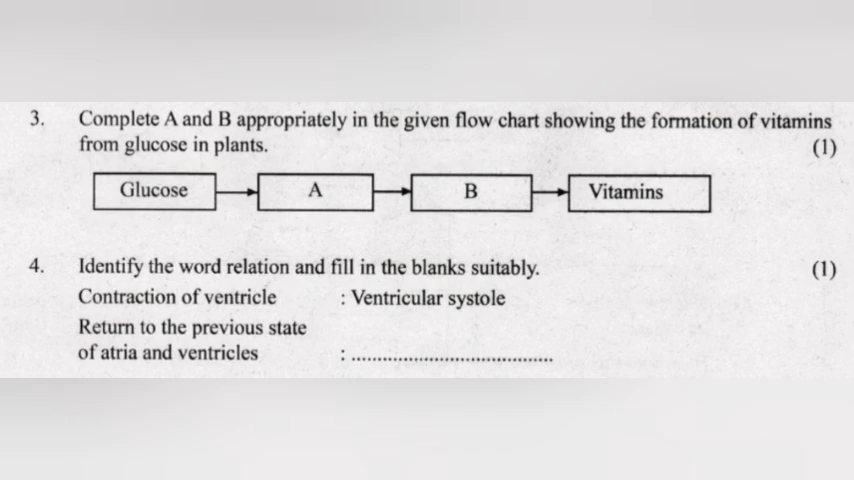 3. Complete A and B appropriately in the given flow chart showing the formation of vitamins
from glucose in plants. (1)
Glucose A B Vitamins
4. Identify the word relation and fill in the blanks suitably. (1)
Contraction of ventricle : Ventricular systole
Return to the previous state
of atria and ventricles : ....................................